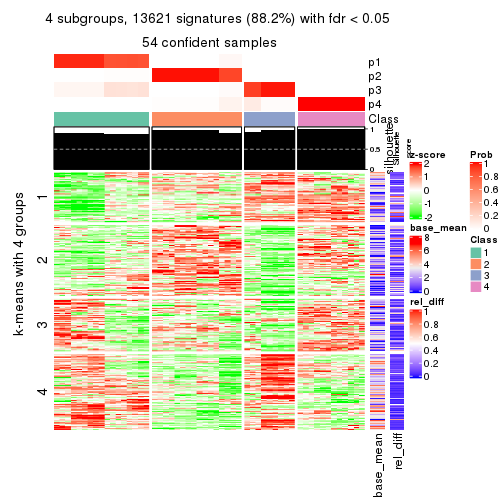 4 subgroups, 13621 signatures (88.2%) with fdr < 0.05
54 confident samples
p1
p2
p3
p4
Class
1
0.5
0
silhouette
Silhouette
score
k-means with 4 groups
1
2
3
4
base_mean
rel_diff
z-score
2
1
0
-1
-2
base_mean
8
6
4
2
0
rel_diff
1
0.8
0.6
0.4
0.2
0
Prob
1
0.8
0.6
0.4
0.2
0
Class
1
2
3
4